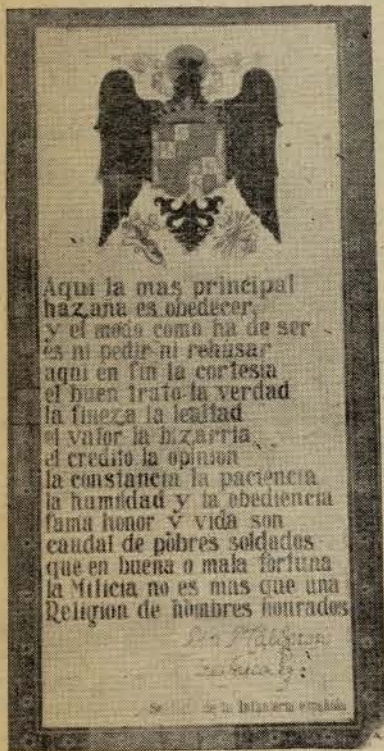 Aqui la mas principal
hazaña es obedecer,
y el modo como ha de ser
es ni pedir ni rehusar
aqui en fin la cortesia
el buen trato la verdad
la fineza la lealtad
el valor la bizarria
el credito la opinion
la constancia la paciencia
la humildad y la obediencia
fama honor y vida son
caudal de pobres soldados
que en buena o mala fortuna
la Milicia no es mas que una
Religion de hombres honrados
de la Infanteria española